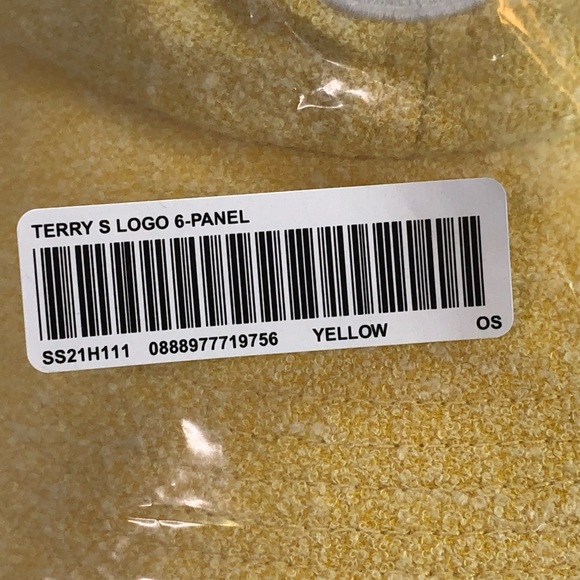 TERRY S LOGO 6-PANEL
SS21H111 0888977719756 YELLOW OS